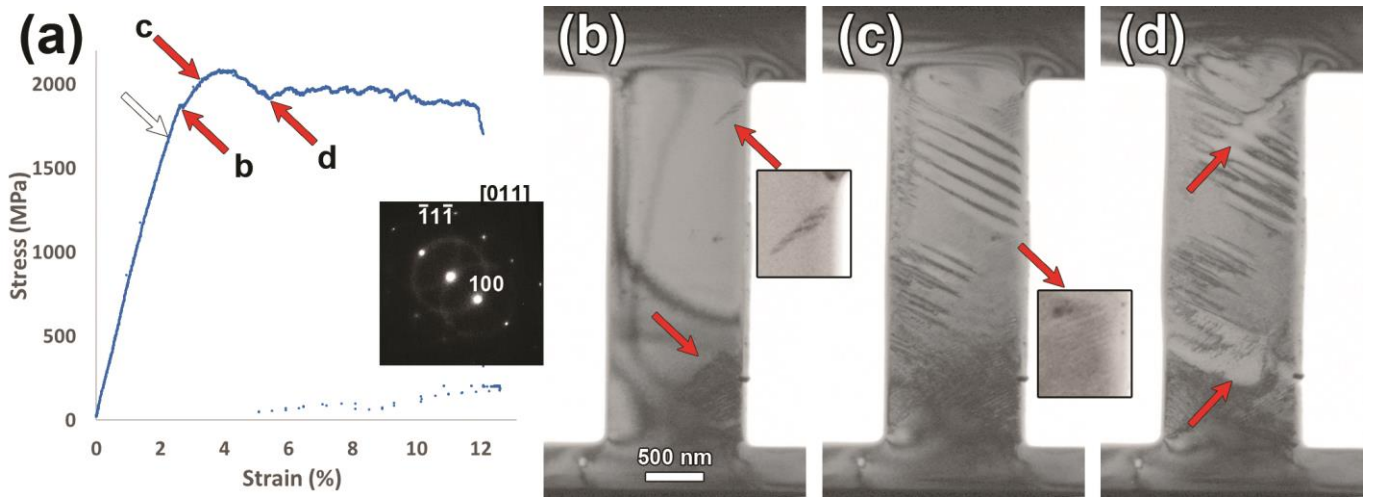 (a)
c
b
d
Stress (MPa)
2000
1500
1000
500
0
0 2 4 6 8 10 12
Strain (%)
[011]
1̅11̅
100
(b)
500 nm
(c)
(d)